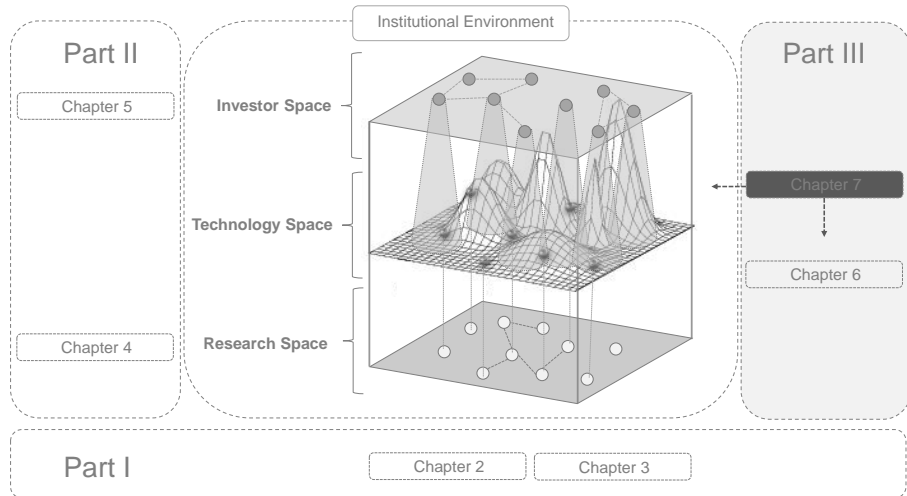 Institutional Environment
Part II
Chapter 5
Chapter 4
Investor Space
Technology Space
Research Space
Part III
Chapter 7
Chapter 6
Part I
Chapter 2
Chapter 3